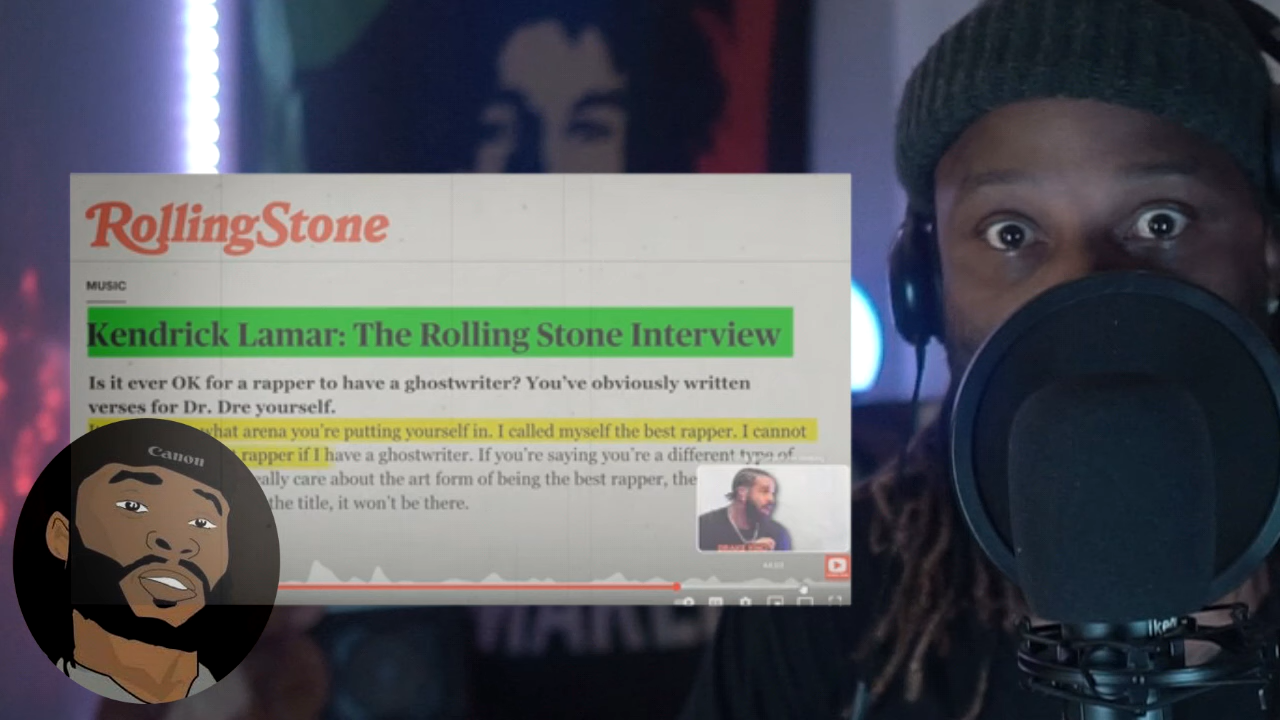 RollingStone
MUSIC
Kendrick Lamar: The Rolling Stone Interview
Is it ever OK for a rapper to have a ghostwriter? You've obviously written
verses for Dr. Dre yourself.
what arena you're putting yourself in. I called myself the best rapper. I cannot
rapper if I have a ghostwriter. If you're saying you're a different type of
really care about the art form of being the best rapper, the
the title, it won't be there.
Canon